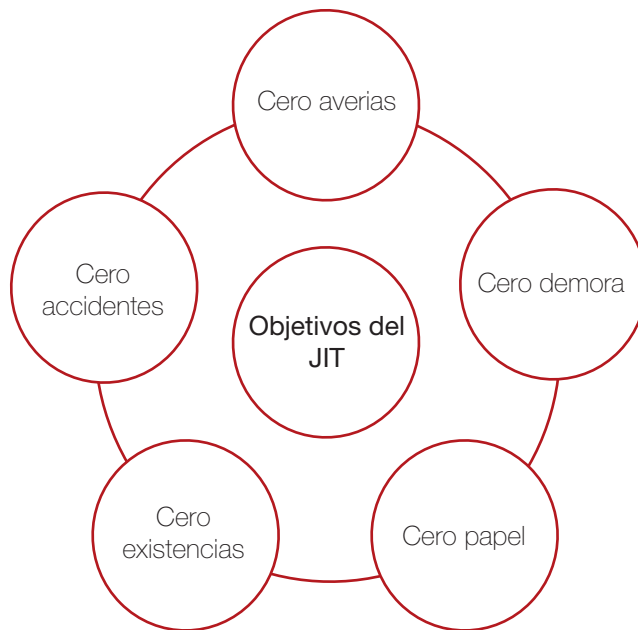 Cero averias
Cero demora
Cero papel
Cero
existencias
Cero
accidentes
Objetivos del
JIT